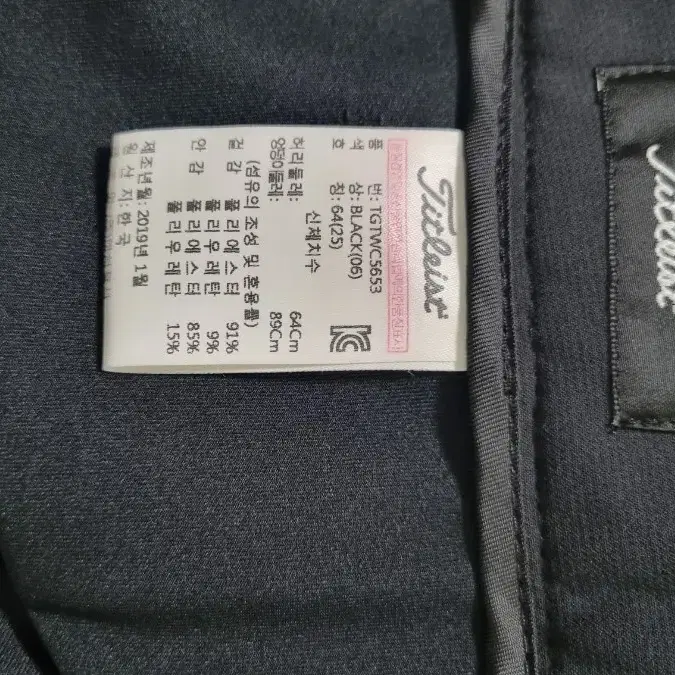 Titleist
품 번: TGTWC5653
색 상: BLACK(06)
호 칭: 64(25)
신체치수
허리둘레: 64Cm
엉덩이둘레: 89Cm
(섬유의 조성 및 혼용률)
겉 감 폴리에스터 91%
폴리우레탄 9%
안 감 폴리에스터 85%
폴리우레탄 15%
제조년월: 2019년 1월
원 산 지: 한 국
Titleist